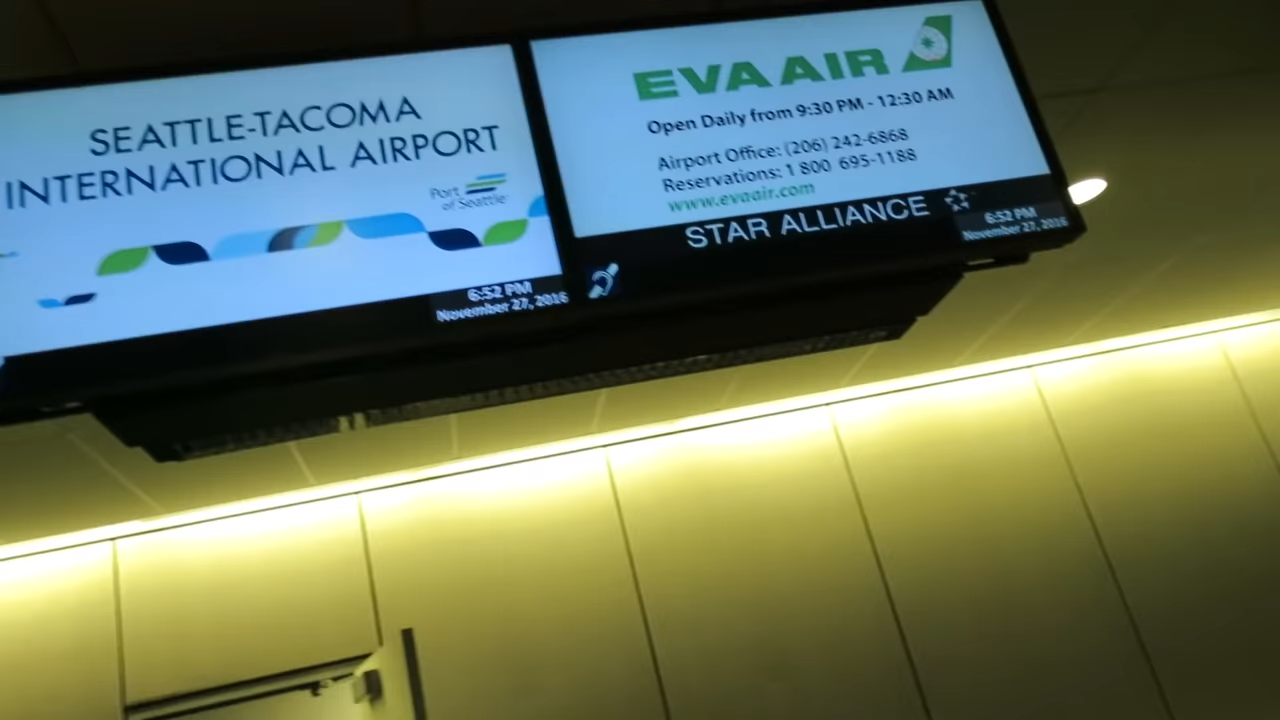 SEATTLE-TACOMA
INTERNATIONAL AIRPORT
Port
of Seattle
6:52 PM
November 27, 2016
EVA AIR
Open Daily from 9:30 PM - 12:30 AM
Airport Office: (206) 242-6868
Reservations: 1 800 695-1188
www.evaair.com
STAR ALLIANCE
6:52 PM
November 27, 2016